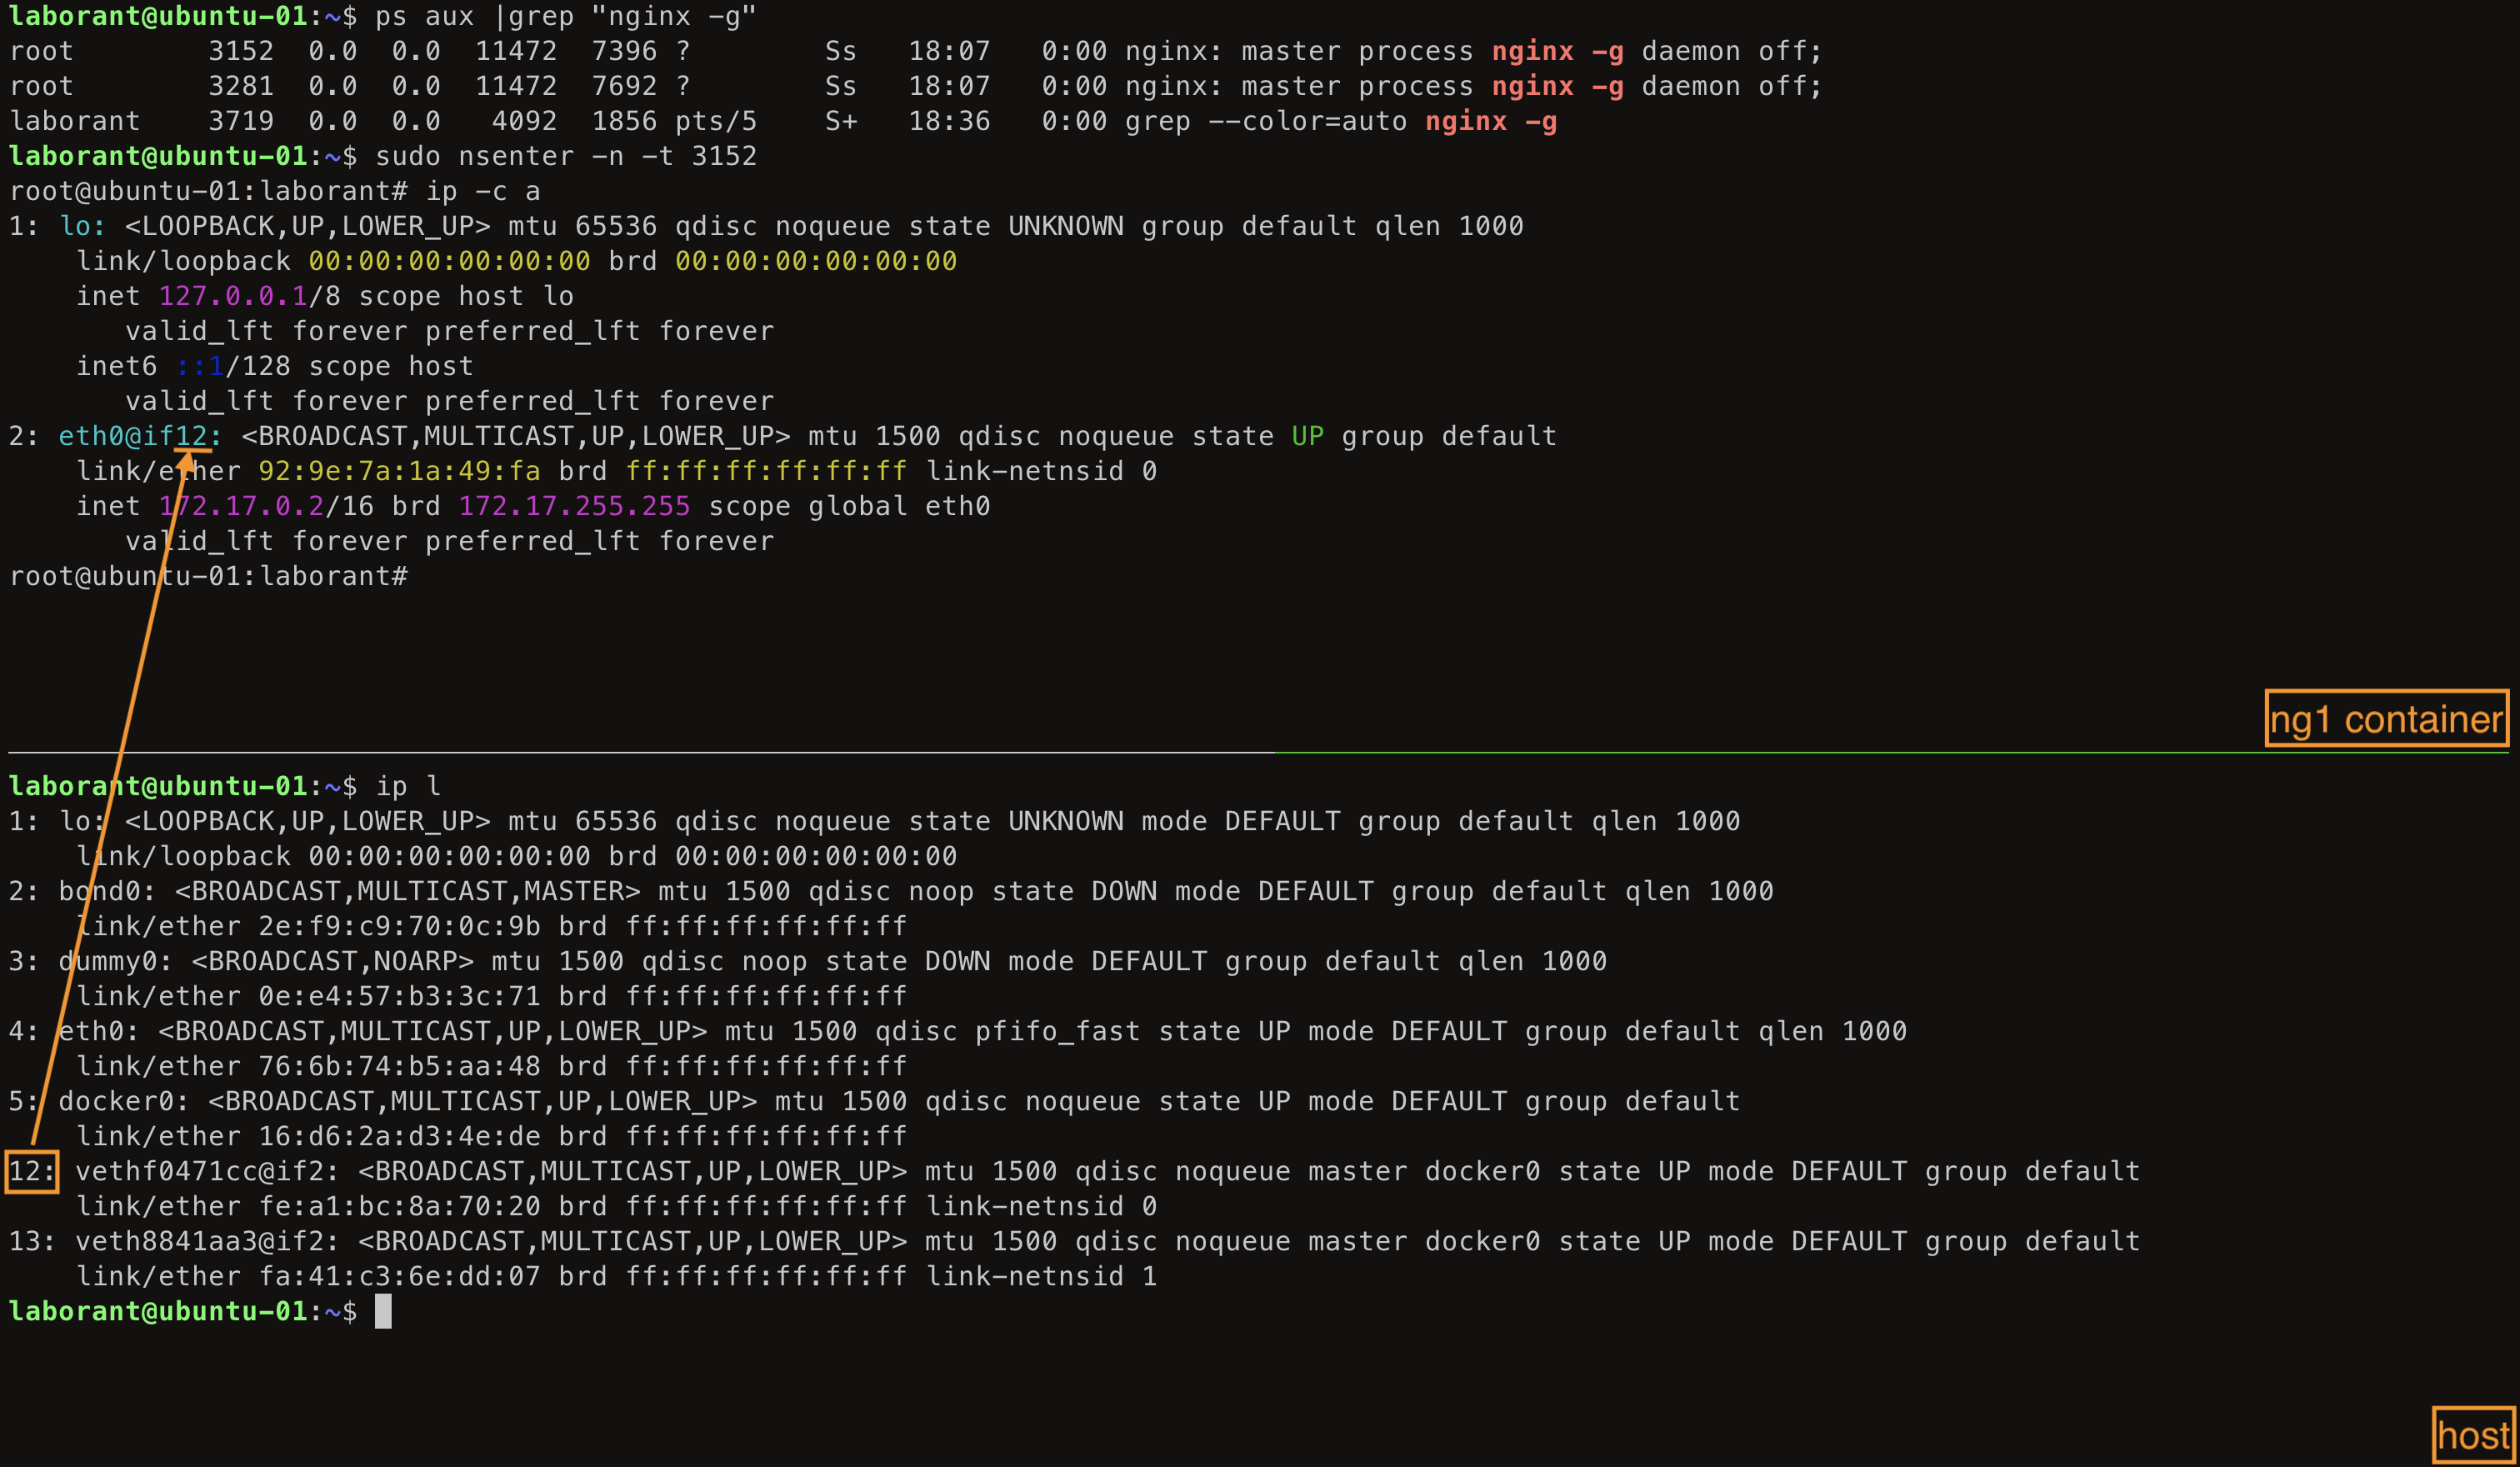 laborant@ubuntu-01:~$ ps aux |grep "nginx -g"
root        3152  0.0  0.0  11472  7396 ?        Ss   18:07   0:00 nginx: master process nginx -g daemon off;
root        3281  0.0  0.0  11472  7692 ?        Ss   18:07   0:00 nginx: master process nginx -g daemon off;
laborant    3719  0.0  0.0   4092  1856 pts/5    S+   18:36   0:00 grep --color=auto nginx -g
laborant@ubuntu-01:~$ sudo nsenter -n -t 3152
root@ubuntu-01:laborant# ip -c a
1: lo: <LOOPBACK,UP,LOWER_UP> mtu 65536 qdisc noqueue state UNKNOWN group default qlen 1000
    link/loopback 00:00:00:00:00:00 brd 00:00:00:00:00:00
    inet 127.0.0.1/8 scope host lo
       valid_lft forever preferred_lft forever
    inet6 ::1/128 scope host
       valid_lft forever preferred_lft forever
2: eth0@if12: <BROADCAST,MULTICAST,UP,LOWER_UP> mtu 1500 qdisc noqueue state UP group default
    link/ether 92:9e:7a:1a:49:fa brd ff:ff:ff:ff:ff:ff link-netnsid 0
    inet 172.17.0.2/16 brd 172.17.255.255 scope global eth0
       valid_lft forever preferred_lft forever
root@ubuntu-01:laborant#
ng1 container
laborant@ubuntu-01:~$ ip l
1: lo: <LOOPBACK,UP,LOWER_UP> mtu 65536 qdisc noqueue state UNKNOWN mode DEFAULT group default qlen 1000
    link/loopback 00:00:00:00:00:00 brd 00:00:00:00:00:00
2: bond0: <BROADCAST,MULTICAST,MASTER> mtu 1500 qdisc noop state DOWN mode DEFAULT group default qlen 1000
    link/ether 2e:f9:c9:70:0c:9b brd ff:ff:ff:ff:ff:ff
3: dummy0: <BROADCAST,NOARP> mtu 1500 qdisc noop state DOWN mode DEFAULT group default qlen 1000
    link/ether 0e:e4:57:b3:3c:71 brd ff:ff:ff:ff:ff:ff
4: eth0: <BROADCAST,MULTICAST,UP,LOWER_UP> mtu 1500 qdisc pfifo_fast state UP mode DEFAULT group default qlen 1000
    link/ether 76:6b:74:b5:aa:48 brd ff:ff:ff:ff:ff:ff
5: docker0: <BROADCAST,MULTICAST,UP,LOWER_UP> mtu 1500 qdisc noqueue state UP mode DEFAULT group default
    link/ether 16:d6:2a:d3:4e:de brd ff:ff:ff:ff:ff:ff
12: vethf0471cc@if2: <BROADCAST,MULTICAST,UP,LOWER_UP> mtu 1500 qdisc noqueue master docker0 state UP mode DEFAULT group default
    link/ether fe:a1:bc:8a:70:20 brd ff:ff:ff:ff:ff:ff link-netnsid 0
13: veth8841aa3@if2: <BROADCAST,MULTICAST,UP,LOWER_UP> mtu 1500 qdisc noqueue master docker0 state UP mode DEFAULT group default
    link/ether fa:41:c3:6e:dd:07 brd ff:ff:ff:ff:ff:ff link-netnsid 1
laborant@ubuntu-01:~$
host